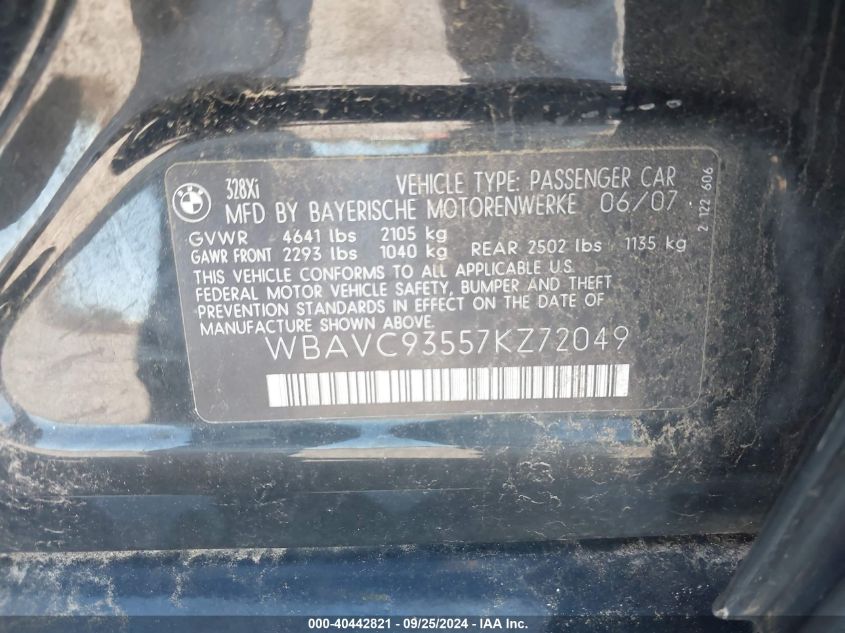 BMW
328Xi
VEHICLE TYPE: PASSENGER CAR
MFD BY BAYERISCHE MOTORENWERKE 06/07
GVWR 4641 lbs 2105 kg
GAWR FRONT 2293 lbs 1040 kg REAR 2502 lbs 1135 kg
THIS VEHICLE CONFORMS TO ALL APPLICABLE U.S.
FEDERAL MOTOR VEHICLE SAFETY, BUMPER AND THEFT
PREVENTION STANDARDS IN EFFECT ON THE DATE OF
MANUFACTURE SHOWN ABOVE.
WBAVC93557KZ72049
2 122 606
000-40442821 / 09/25/2024 - IAA Inc.